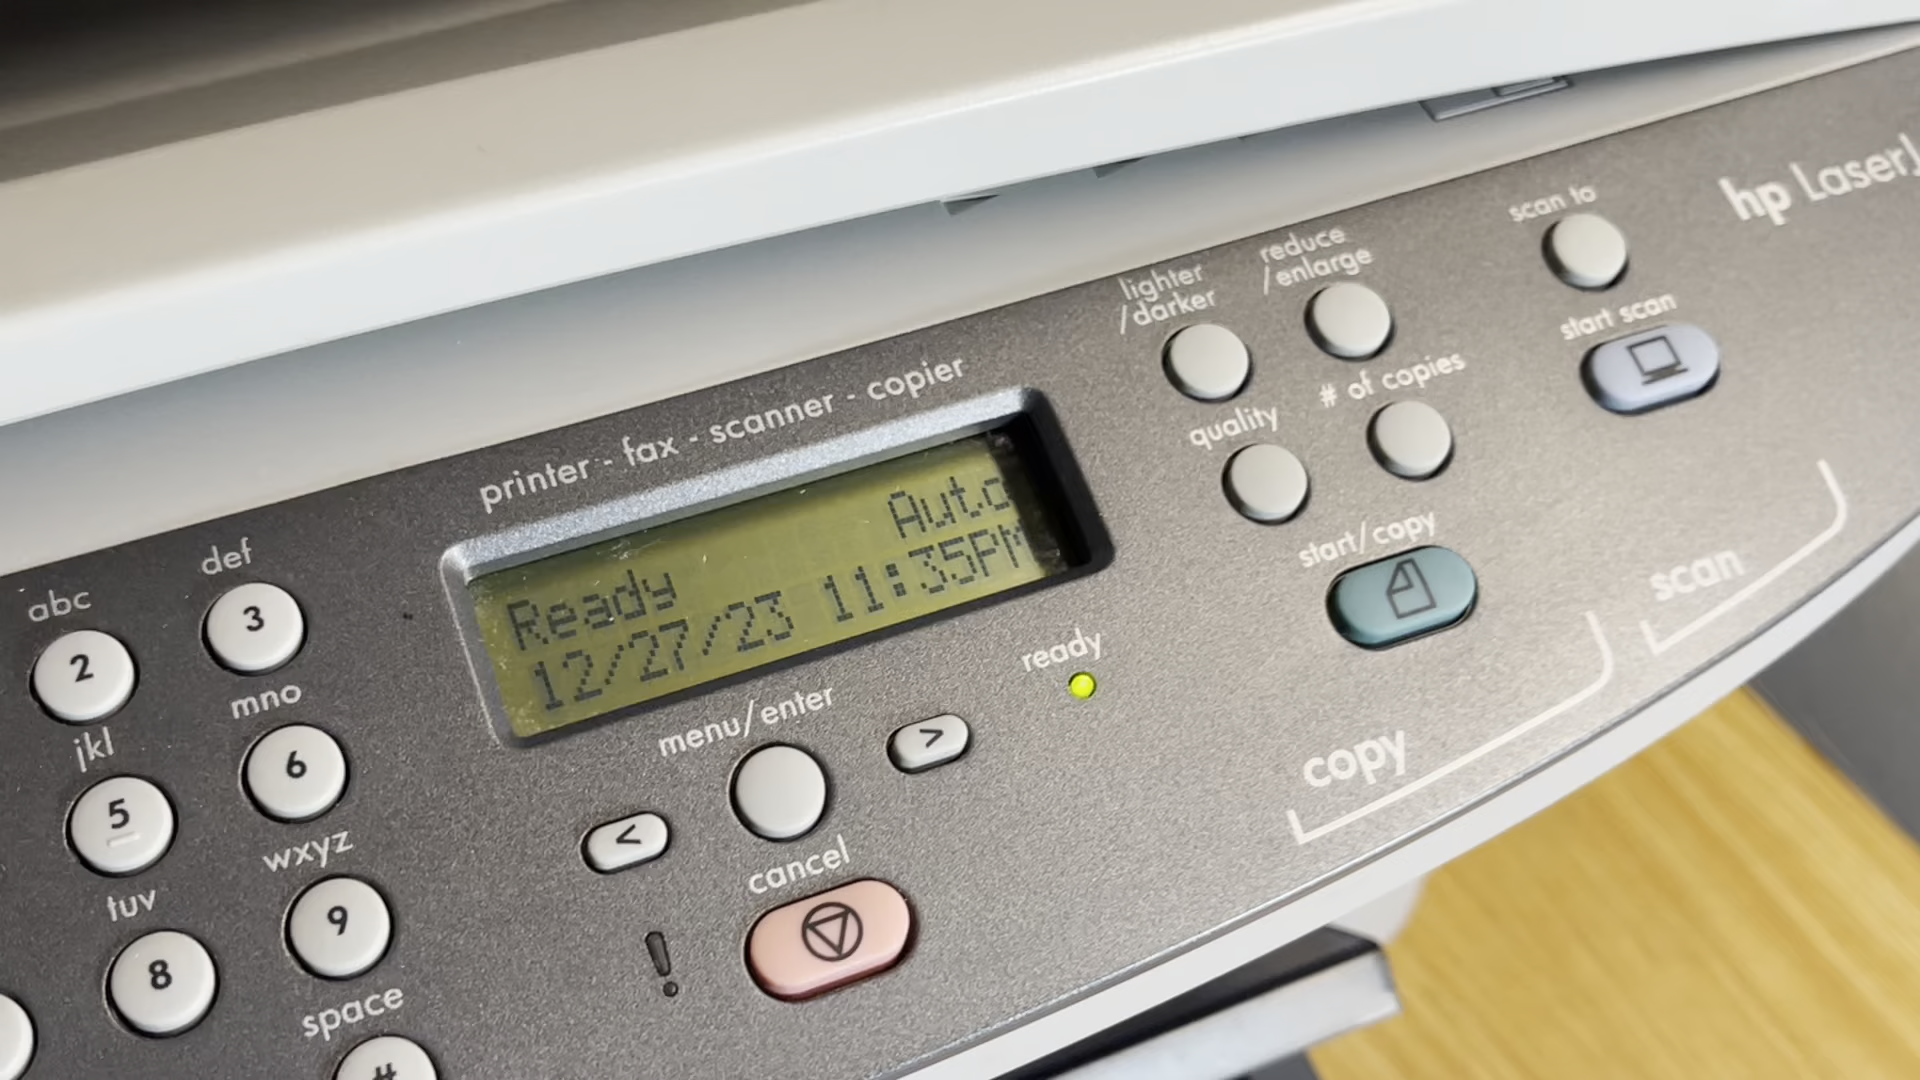 hp LaserJ
scan to
reduce
/enlarge
lighter
/darker
start scan
# of copies
printer - fax - scanner - copier
quality
Auto
Ready
12/27/23 11:35PM
start/copy
def
3
abc
2
scan
ready
menu/enter
mno
6
jkl
5
>
<
copy
cancel
wxyz
9
tuv
8
!
space
#